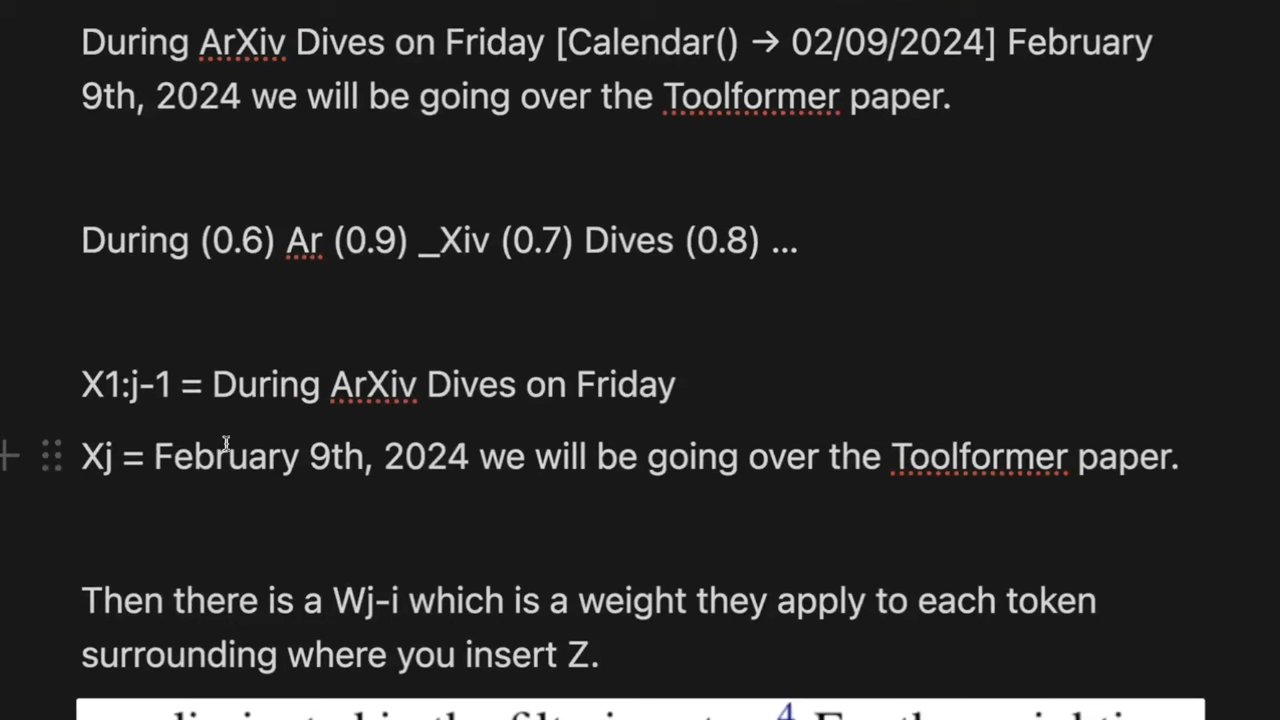 During ArXiv Dives on Friday [Calendar() → 02/09/2024] February
9th, 2024 we will be going over the Toolformer paper.
During (0.6) Ar (0.9) _Xiv (0.7) Dives (0.8) ...
X1:j-1 = During ArXiv Dives on Friday
Xj = February 9th, 2024 we will be going over the Toolformer paper.
Then there is a Wj-i which is a weight they apply to each token
surrounding where you insert Z.